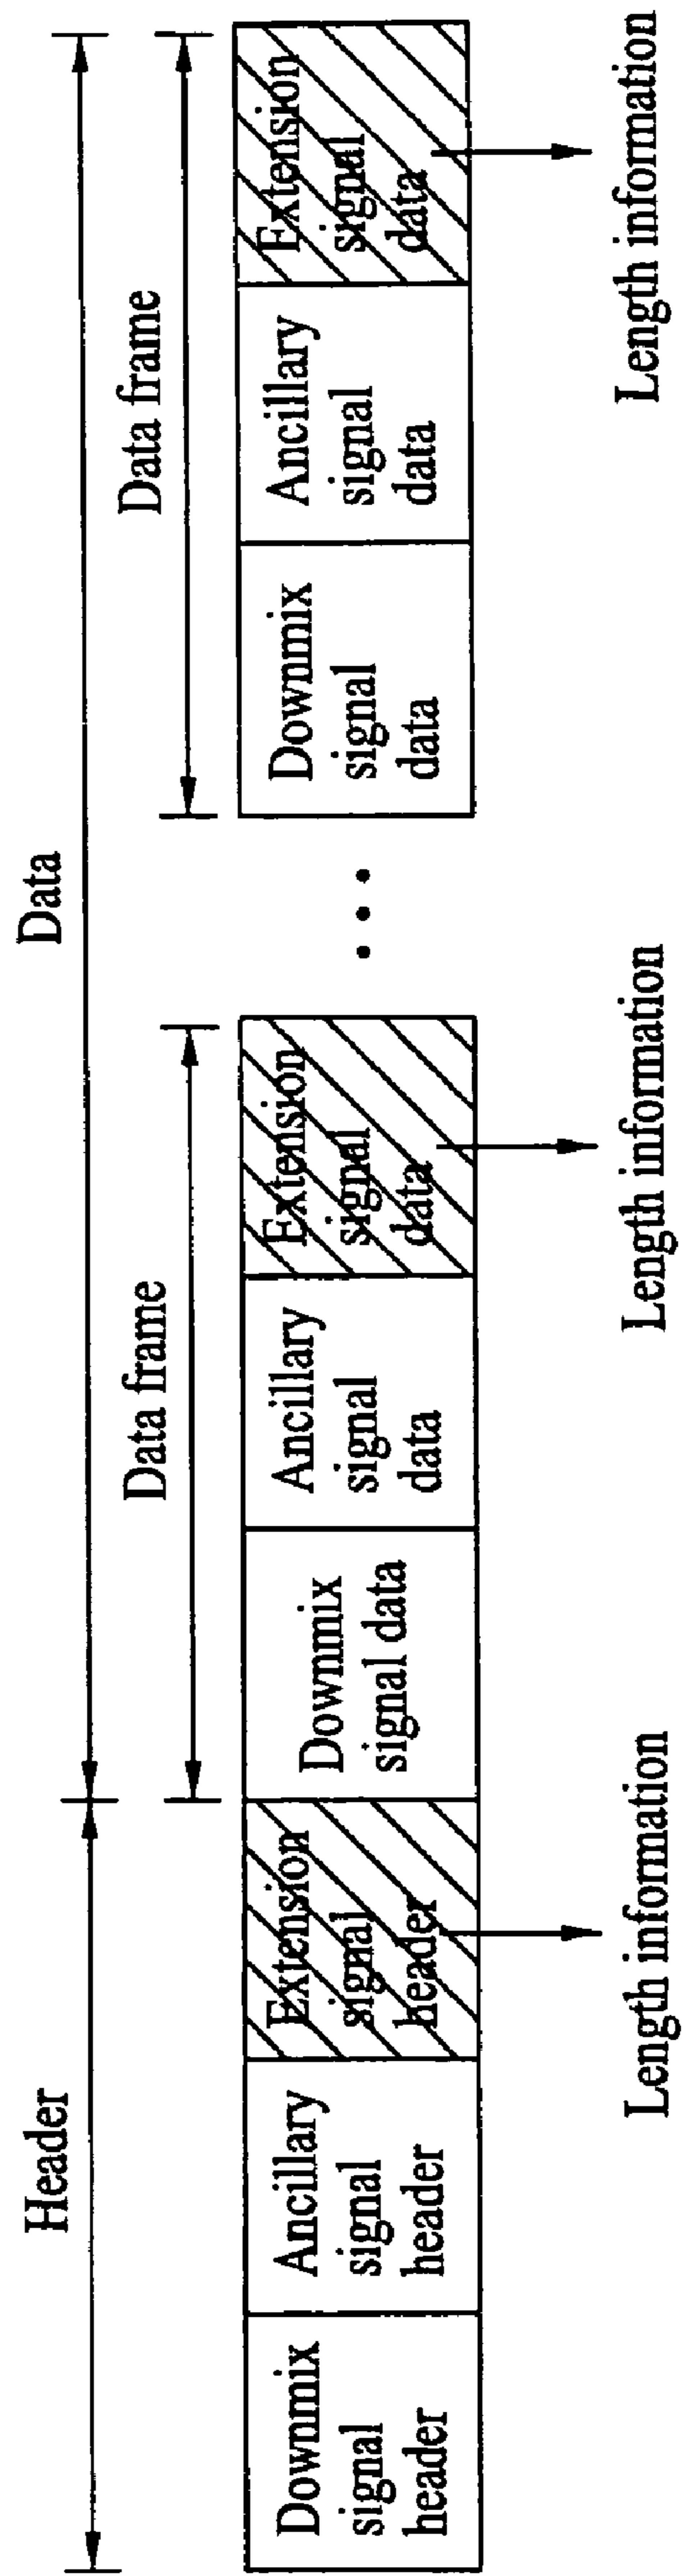 Header
Data
Data frame
Data frame
Downmix
signal
header
Ancillary
signal
header
Extension
signal
header
Downmix
signal data
Ancillary
signal
data
Extension
signal
data
...
Downmix
signal
data
Ancillary
signal
data
Extension
signal
data
Length information
Length information
Length information